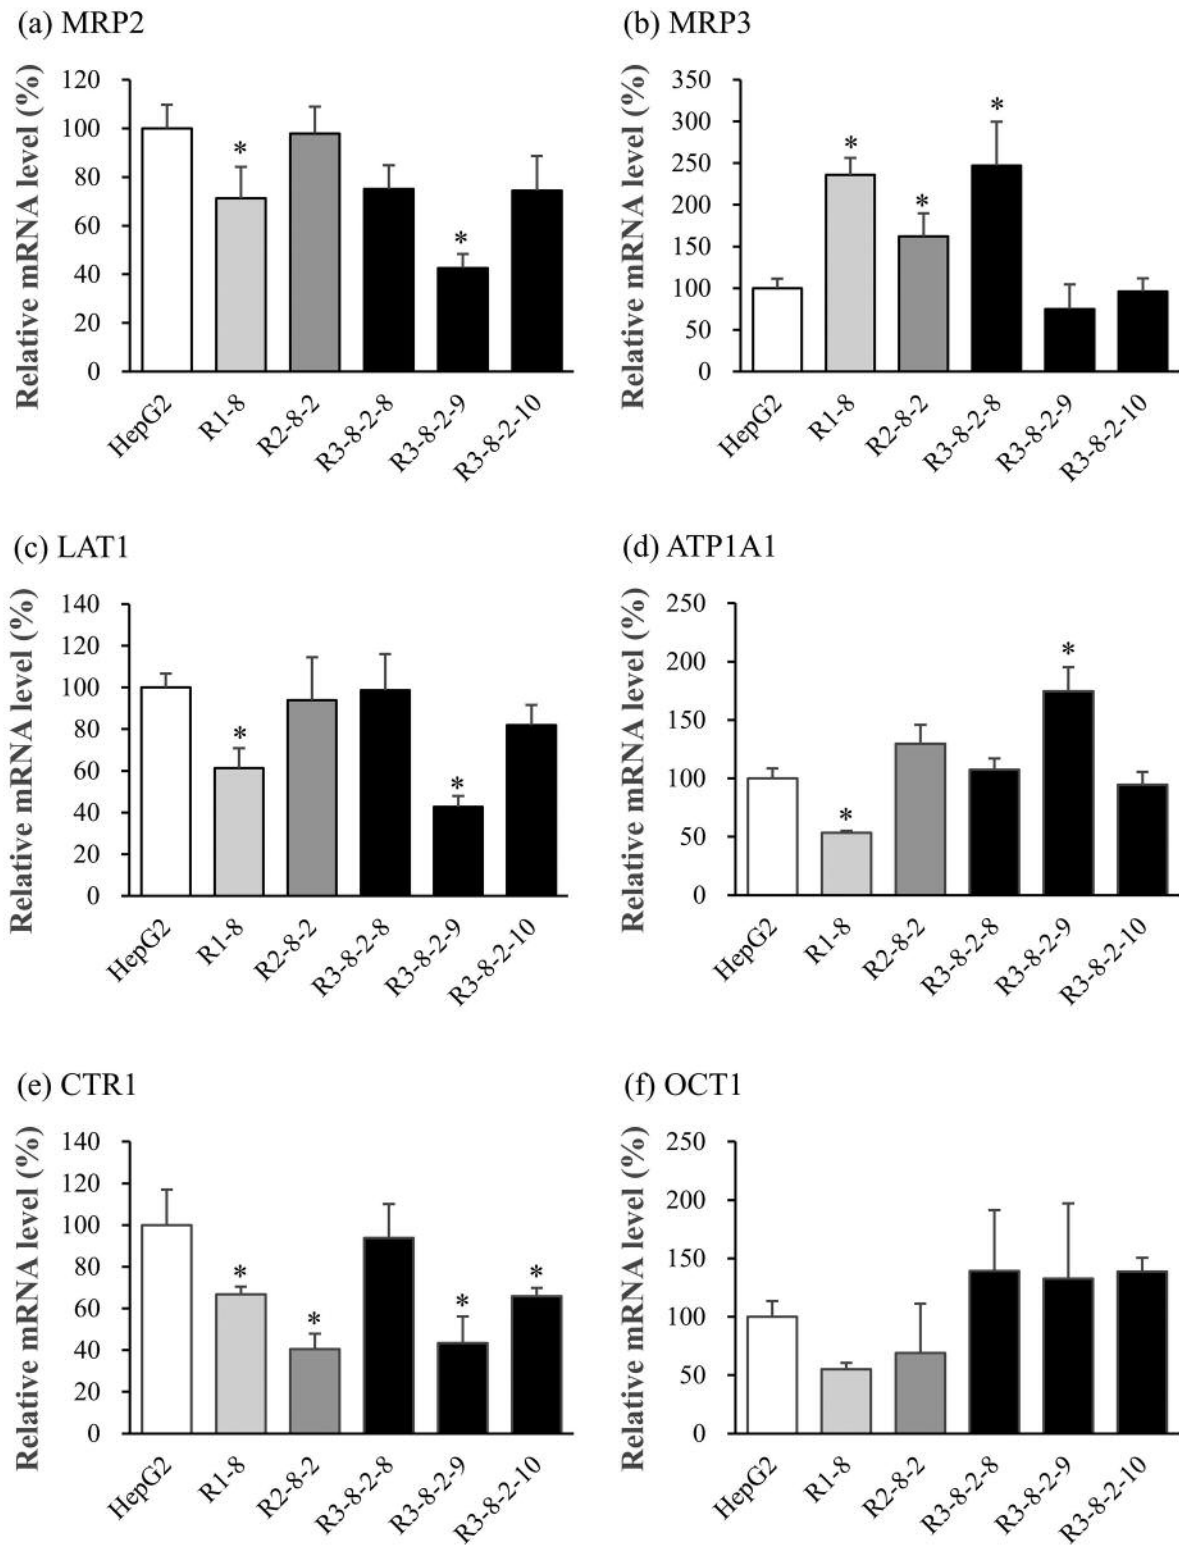 (a) MRP2
Relative mRNA level (%)
120
100
80
60
40
20
0
*
*
HepG2
R1-8
R2-8-2
R3-8-2-8
R3-8-2-9
R3-8-2-10
(b) MRP3
Relative mRNA level (%)
350
300
250
200
150
100
50
0
*
*
*
HepG2
R1-8
R2-8-2
R3-8-2-8
R3-8-2-9
R3-8-2-10
(c) LAT1
Relative mRNA level (%)
140
120
100
80
60
40
20
0
*
*
HepG2
R1-8
R2-8-2
R3-8-2-8
R3-8-2-9
R3-8-2-10
(d) ATP1A1
Relative mRNA level (%)
250
200
150
100
50
0
*
*
HepG2
R1-8
R2-8-2
R3-8-2-8
R3-8-2-9
R3-8-2-10
(e) CTR1
Relative mRNA level (%)
140
120
100
80
60
40
20
0
*
*
*
*
HepG2
R1-8
R2-8-2
R3-8-2-8
R3-8-2-9
R3-8-2-10
(f) OCT1
Relative mRNA level (%)
250
200
150
100
50
0
HepG2
R1-8
R2-8-2
R3-8-2-8
R3-8-2-9
R3-8-2-10